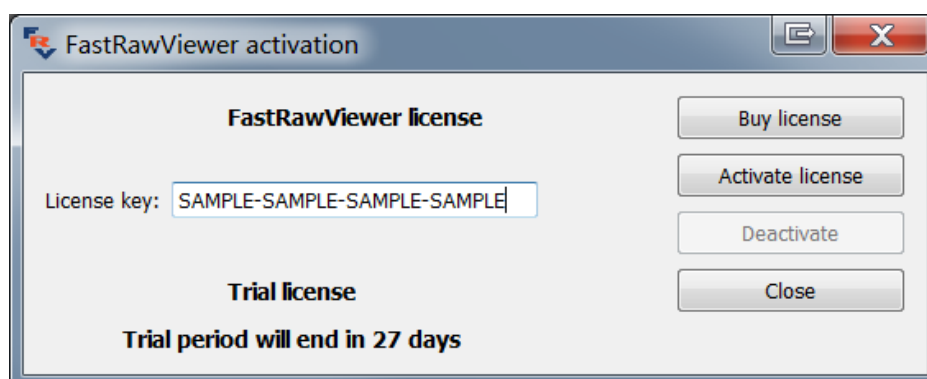 FastRawViewer activation
FastRawViewer license
Buy license
Activate license
License key: SAMPLE-SAMPLE-SAMPLE-SAMPLE
Deactivate
Trial license
Close
Trial period will end in 27 days